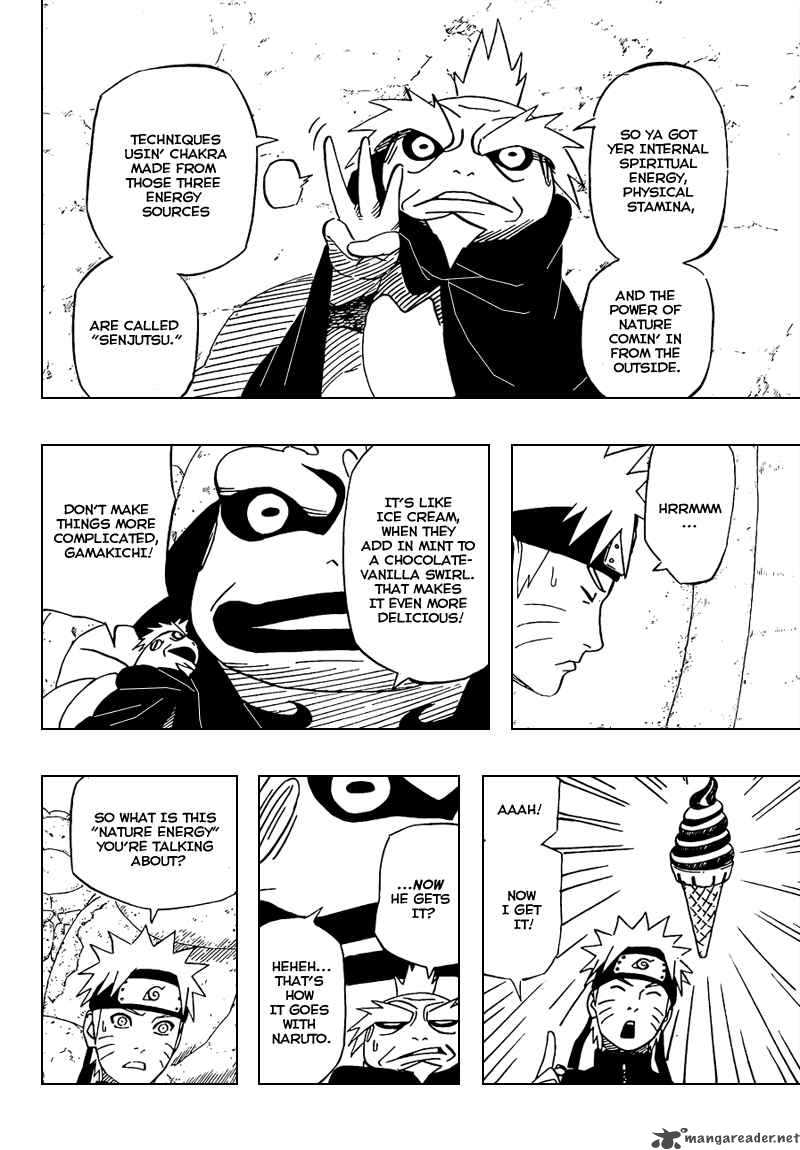 SO YA GOT
YER INTERNAL
SPIRITUAL
ENERGY,
PHYSICAL
STAMINA,
AND THE
POWER OF
NATURE
COMIN' IN
FROM THE
OUTSIDE.
TECHNIQUES
USIN' CHAKRA
MADE FROM
THOSE THREE
ENERGY
SOURCES
ARE CALLED
"SENJUTSU."
HRRMMM
...
IT'S LIKE
ICE CREAM,
WHEN THEY
ADD IN MINT TO
A CHOCOLATE-
VANILLA SWIRL.
THAT MAKES
IT EVEN MORE
DELICIOUS!
DON'T MAKE
THINGS MORE
COMPLICATED,
GAMAKICHI!
AAAH!
NOW
I GET
IT!
...NOW
HE GETS
IT?
HEHEH...
THAT'S
HOW
IT GOES
WITH
NARUTO.
SO WHAT IS THIS
"NATURE ENERGY"
YOU'RE TALKING
ABOUT?
mangareader.net